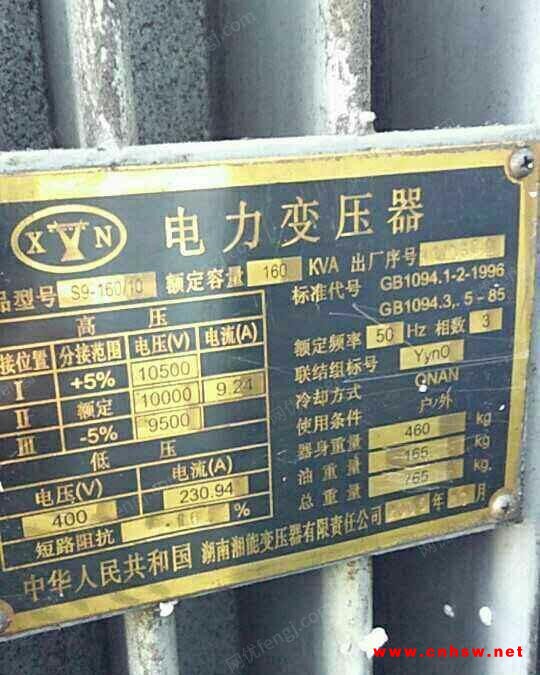 XYN 电力变压器
品型号 S9-160/10 额定容量 160 KVA 出厂序号
标准代号 GB1094.1-2-1996
GB1094.3,.5-85
高压
接位置 分接范围 电压(V) 电流(A)
I +5% 10500
II 额定 10000 9.24
III -5% 9500
低压
电压(V) 电流(A)
400 230.94
短路阻抗 %
额定频率 50 Hz 相数 3
联结组标号 Yyn0
冷却方式 ONAN
使用条件 户外
器身重量 460 kg
油重量 165 kg
总重量 765 kg
中华人民共和国 湖南湘能变压器有限责任公司 年 月
www.cnhsw.net